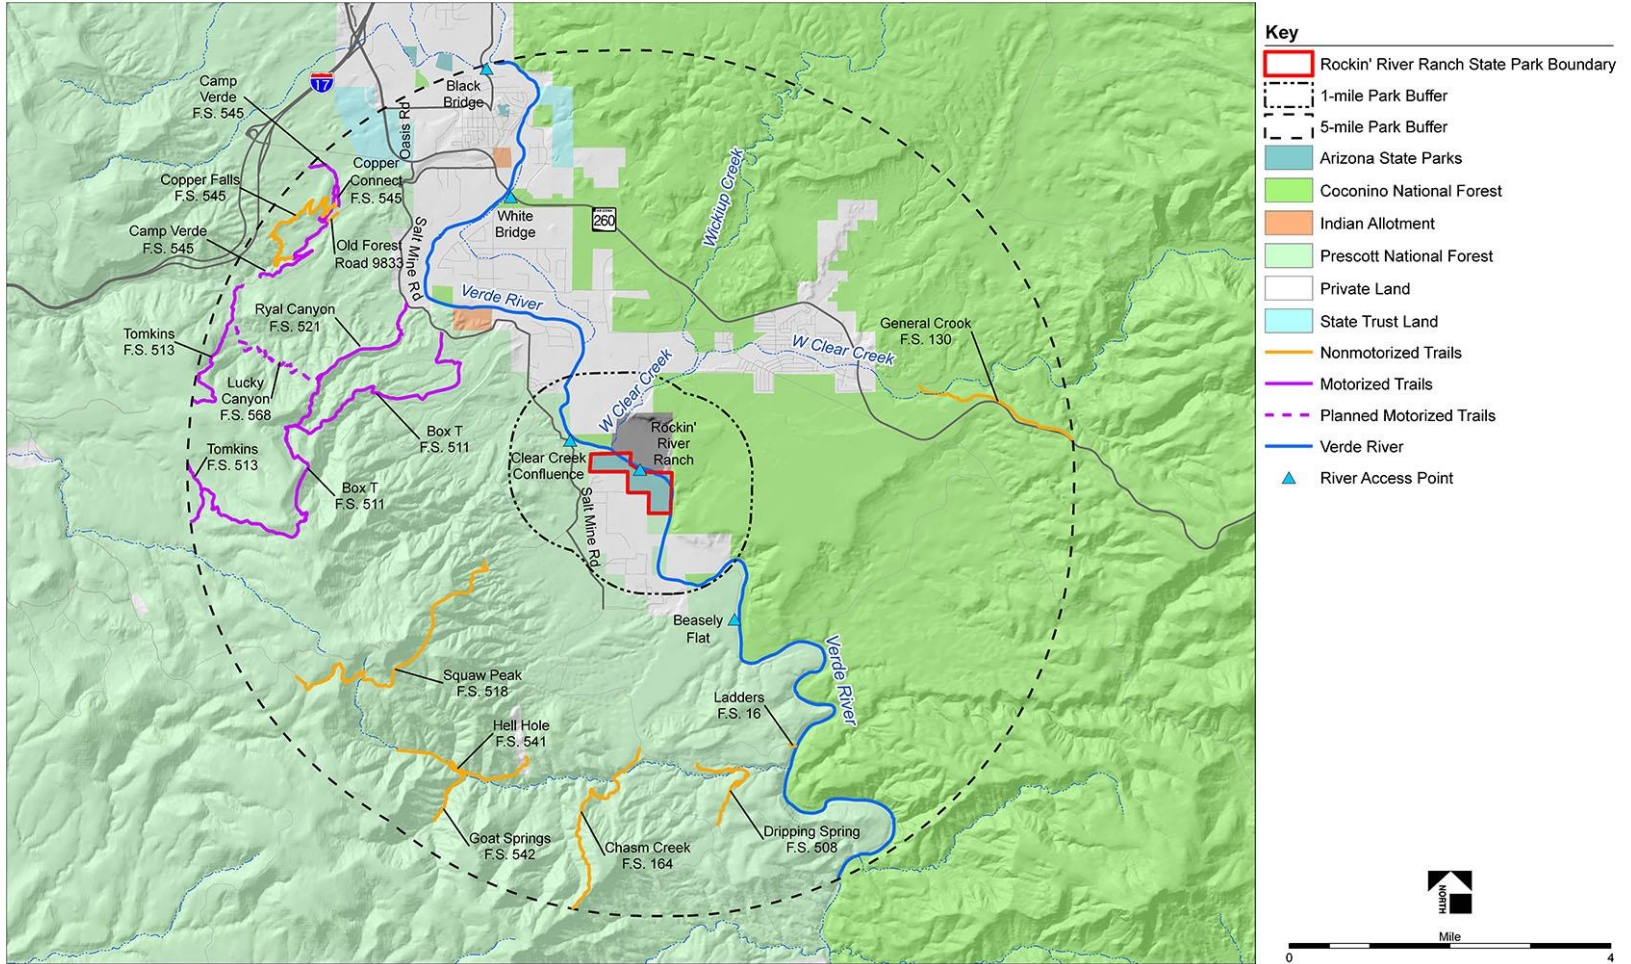 Camp
Verde
F.S. 545
17
Black
Bridge
Oasis Rd
Copper
Connect
F.S. 545
Copper Falls
F.S. 545
Camp Verde
F.S. 545
Old Forest
Road 9833
Salt Mine Rd
White
Bridge
260
Wickiup Creek
Verde River
Ryal Canyon
F.S. 521
Tomkins
F.S. 513
Lucky
Canyon
F.S. 568
General Crook
F.S. 130
W Clear Creek
W Clear Creek
Box T
F.S. 511
Tomkins
F.S. 513
Box T
F.S. 511
Rockin'
River
Ranch
Clear Creek
Confluence
Salt Mine Rd
Beasely
Flat
Verde River
Squaw Peak
F.S. 518
Ladders
F.S. 16
Hell Hole
F.S. 541
Goat Springs
F.S. 542
Chasm Creek
F.S. 164
Dripping Spring
F.S. 508
Key
Rockin' River Ranch State Park Boundary
1-mile Park Buffer
5-mile Park Buffer
Arizona State Parks
Coconino National Forest
Indian Allotment
Prescott National Forest
Private Land
State Trust Land
Nonmotorized Trails
Motorized Trails
Planned Motorized Trails
Verde River
River Access Point
NORTH
Mile
0 4